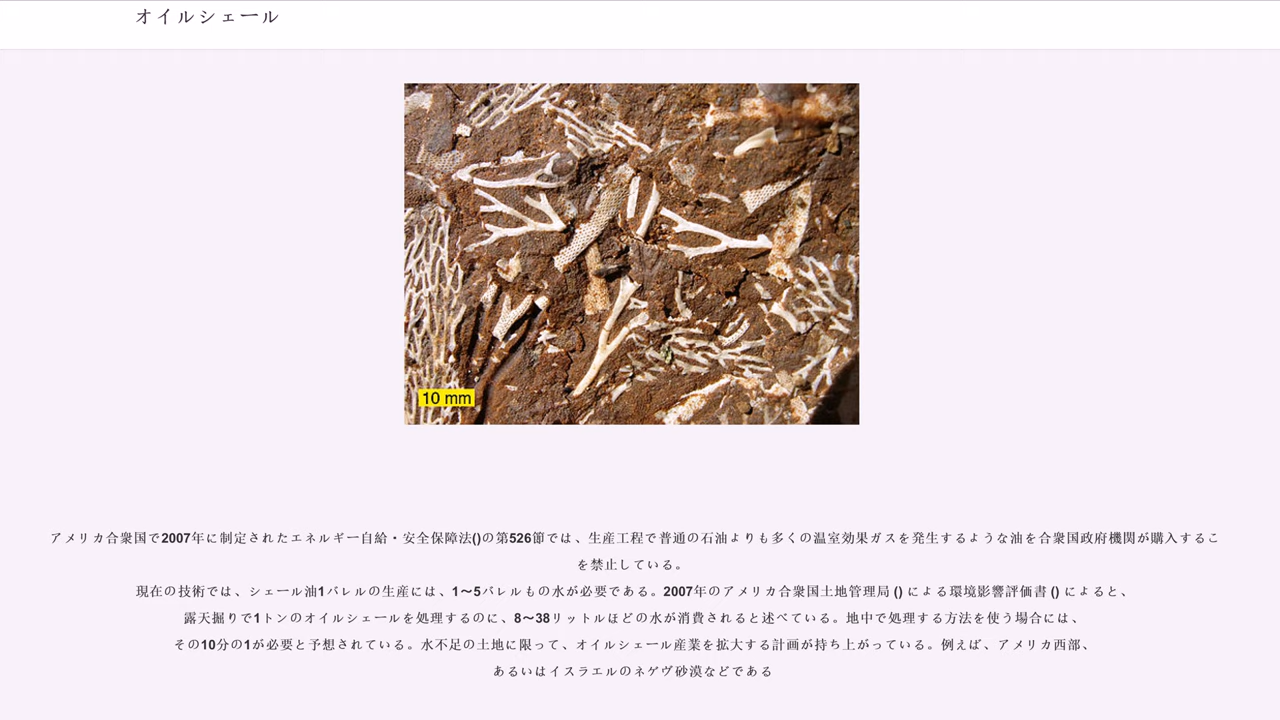 オイルシェール
10 mm
アメリカ合衆国で2007年に制定されたエネルギー自給・安全保障法()の第526節では、生産工程で普通の石油よりも多くの温室効果ガスを発生するような油を合衆国政府機関が購入するこ
とを禁止している。
現在の技術では、シェール油1バレルの生産には、1〜5バレルもの水が必要である。2007年のアメリカ合衆国土地管理局 () による環境影響評価書 () によると、
露天掘りで1トンのオイルシェールを処理するのに、8〜38リットルほどの水が消費されると述べている。地中で処理する方法を使う場合には、
その10分の1が必要と予想されている。水不足の土地に限って、オイルシェール産業を拡大する計画が持ち上がっている。例えば、アメリカ西部、
あるいはイスラエルのネゲヴ砂漠などである